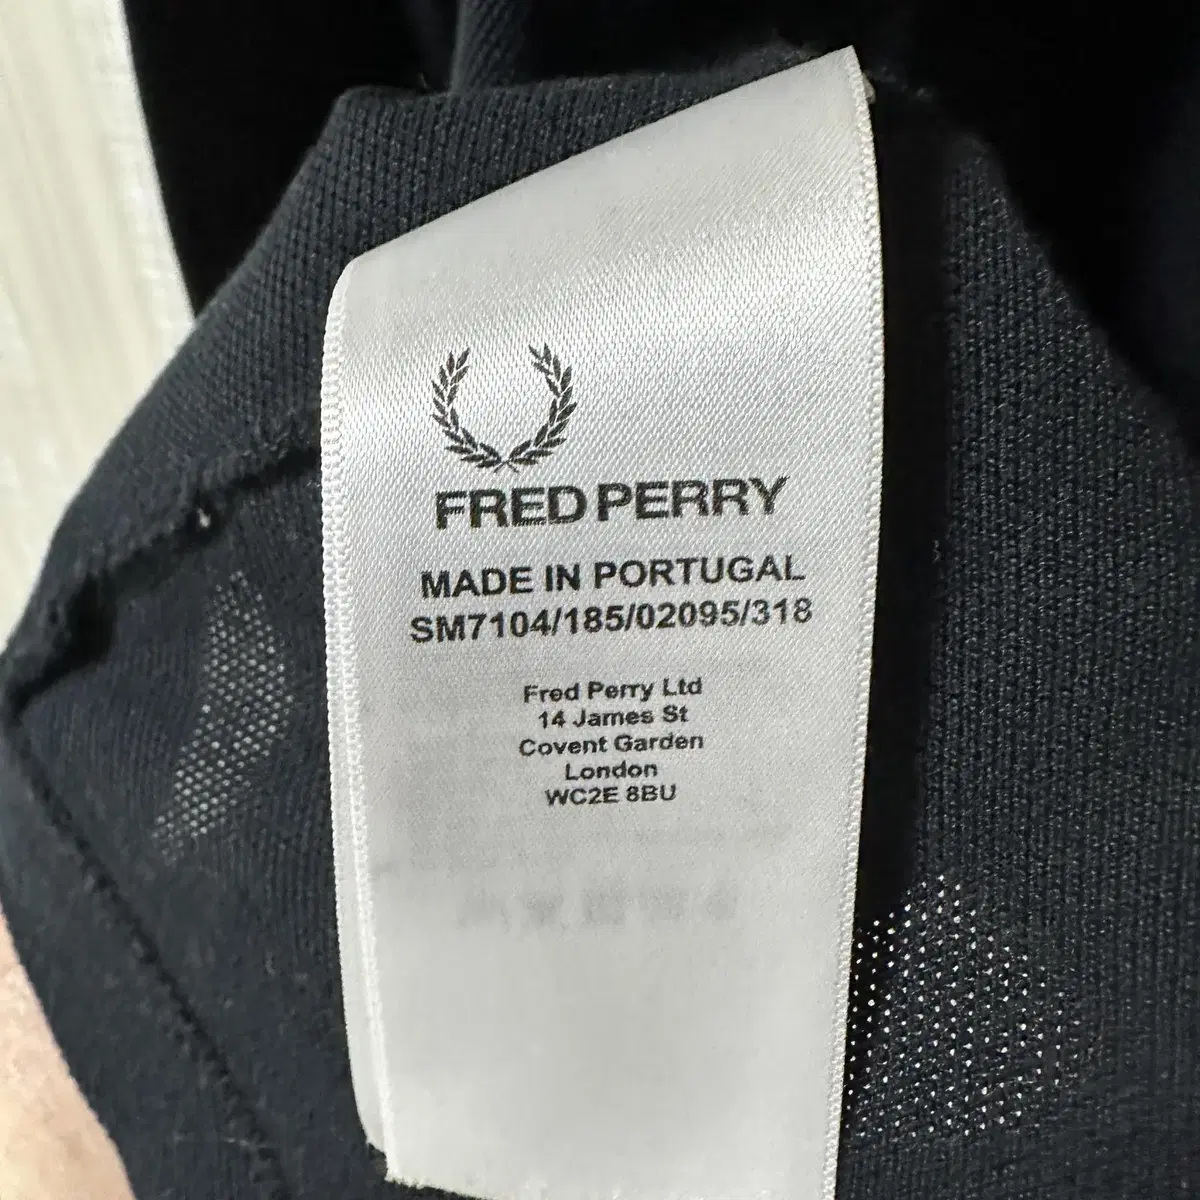 FRED PERRY
MADE IN PORTUGAL
SM7104/185/02095/318
Fred Perry Ltd
14 James St
Covent Garden
London
WC2E 8BU